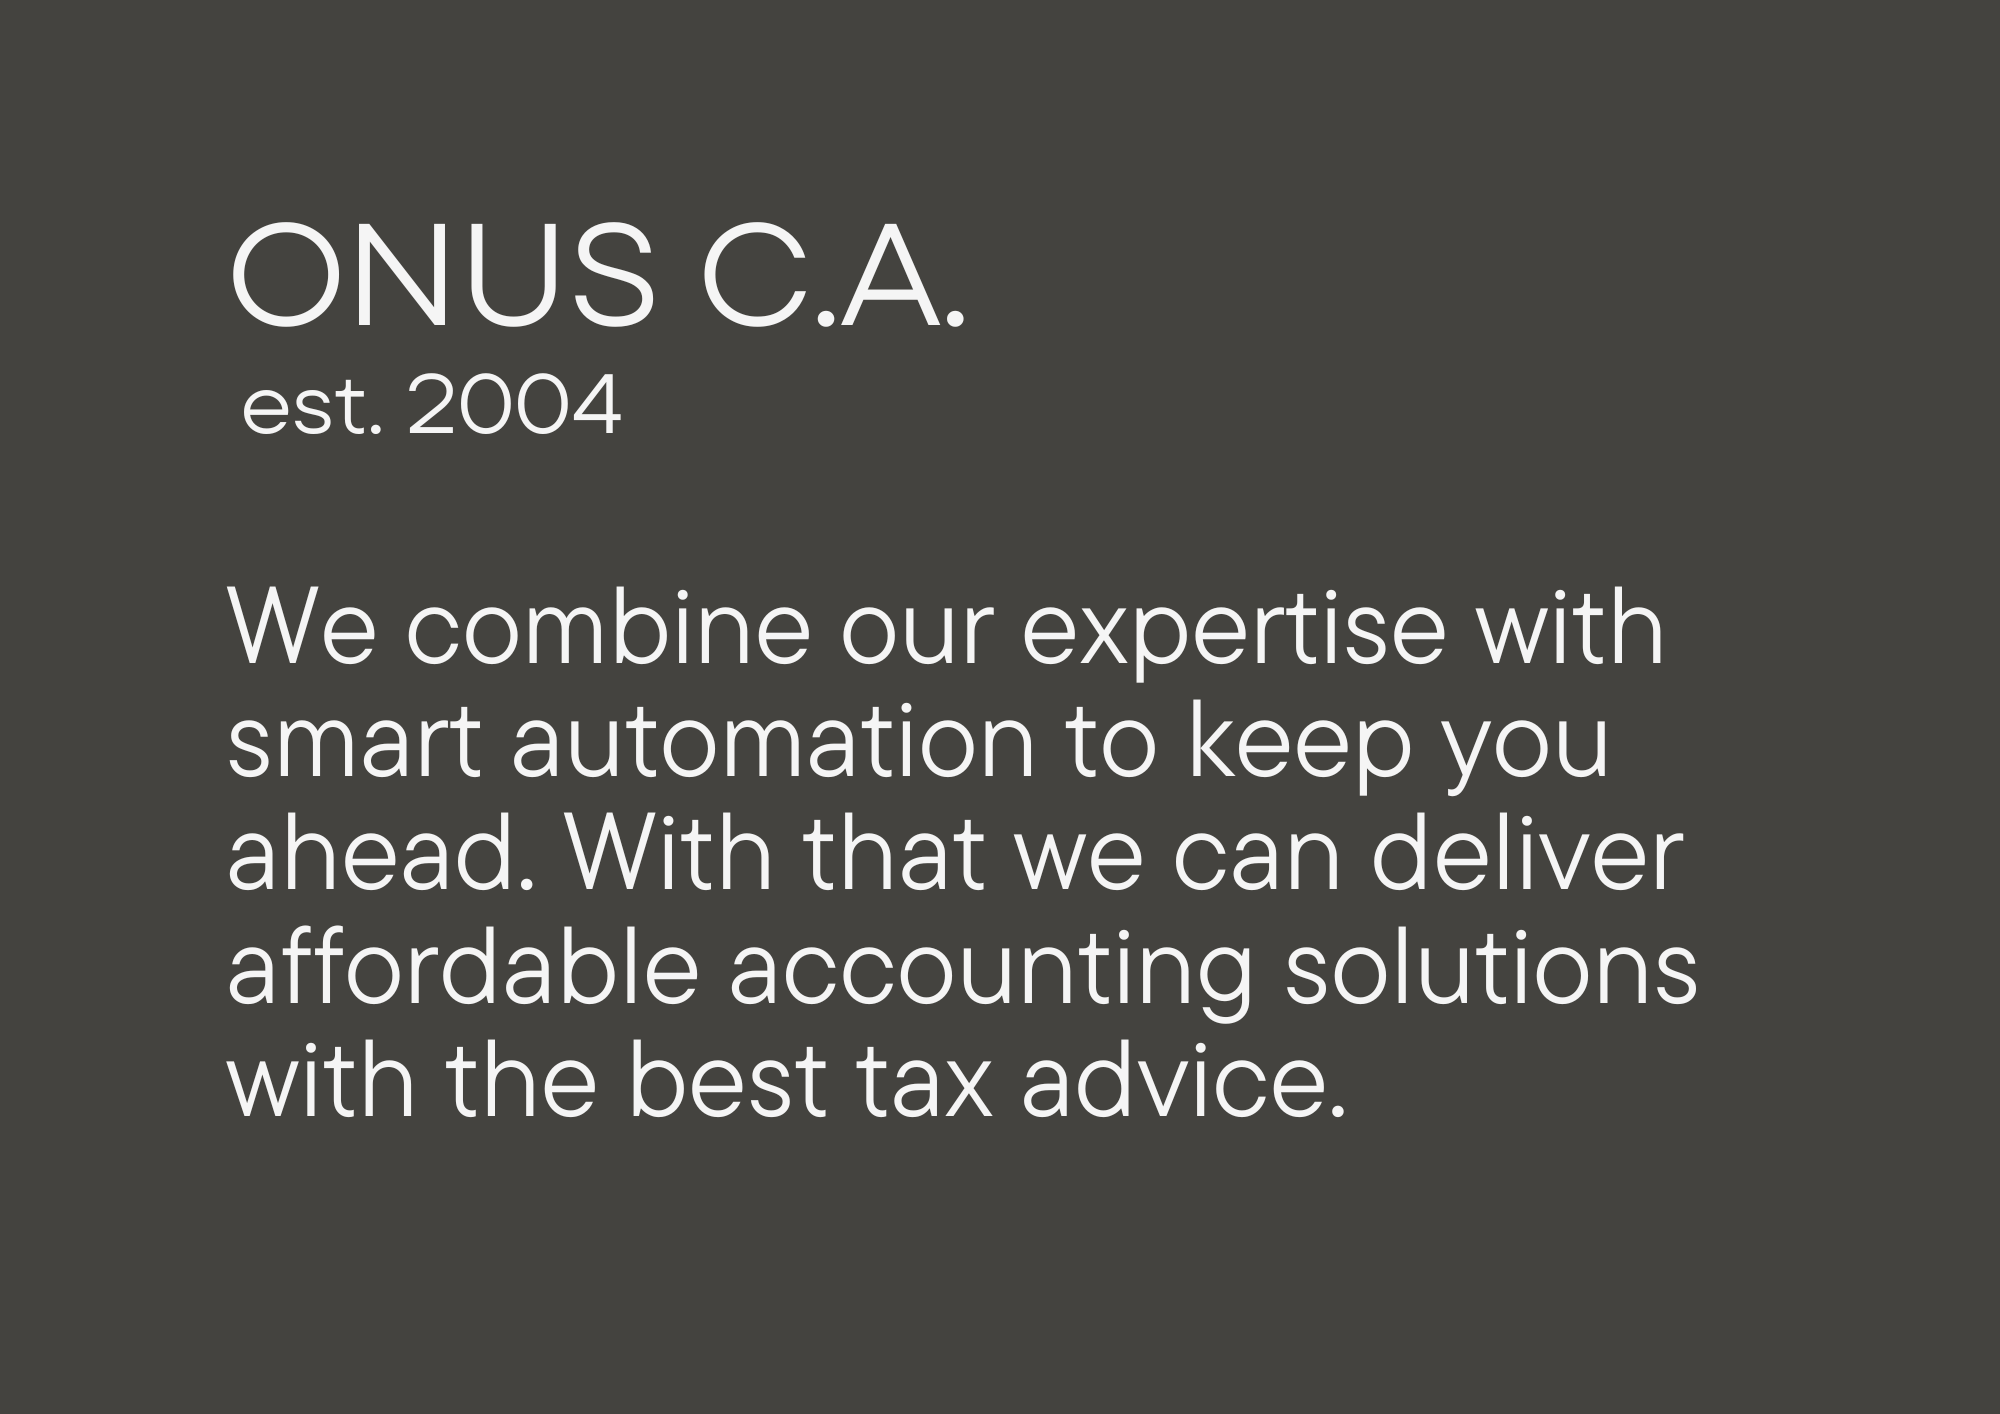 ONUS C.A.
est. 2004
We combine our expertise with
smart automation to keep you
ahead. With that we can deliver
affordable accounting solutions
with the best tax advice.